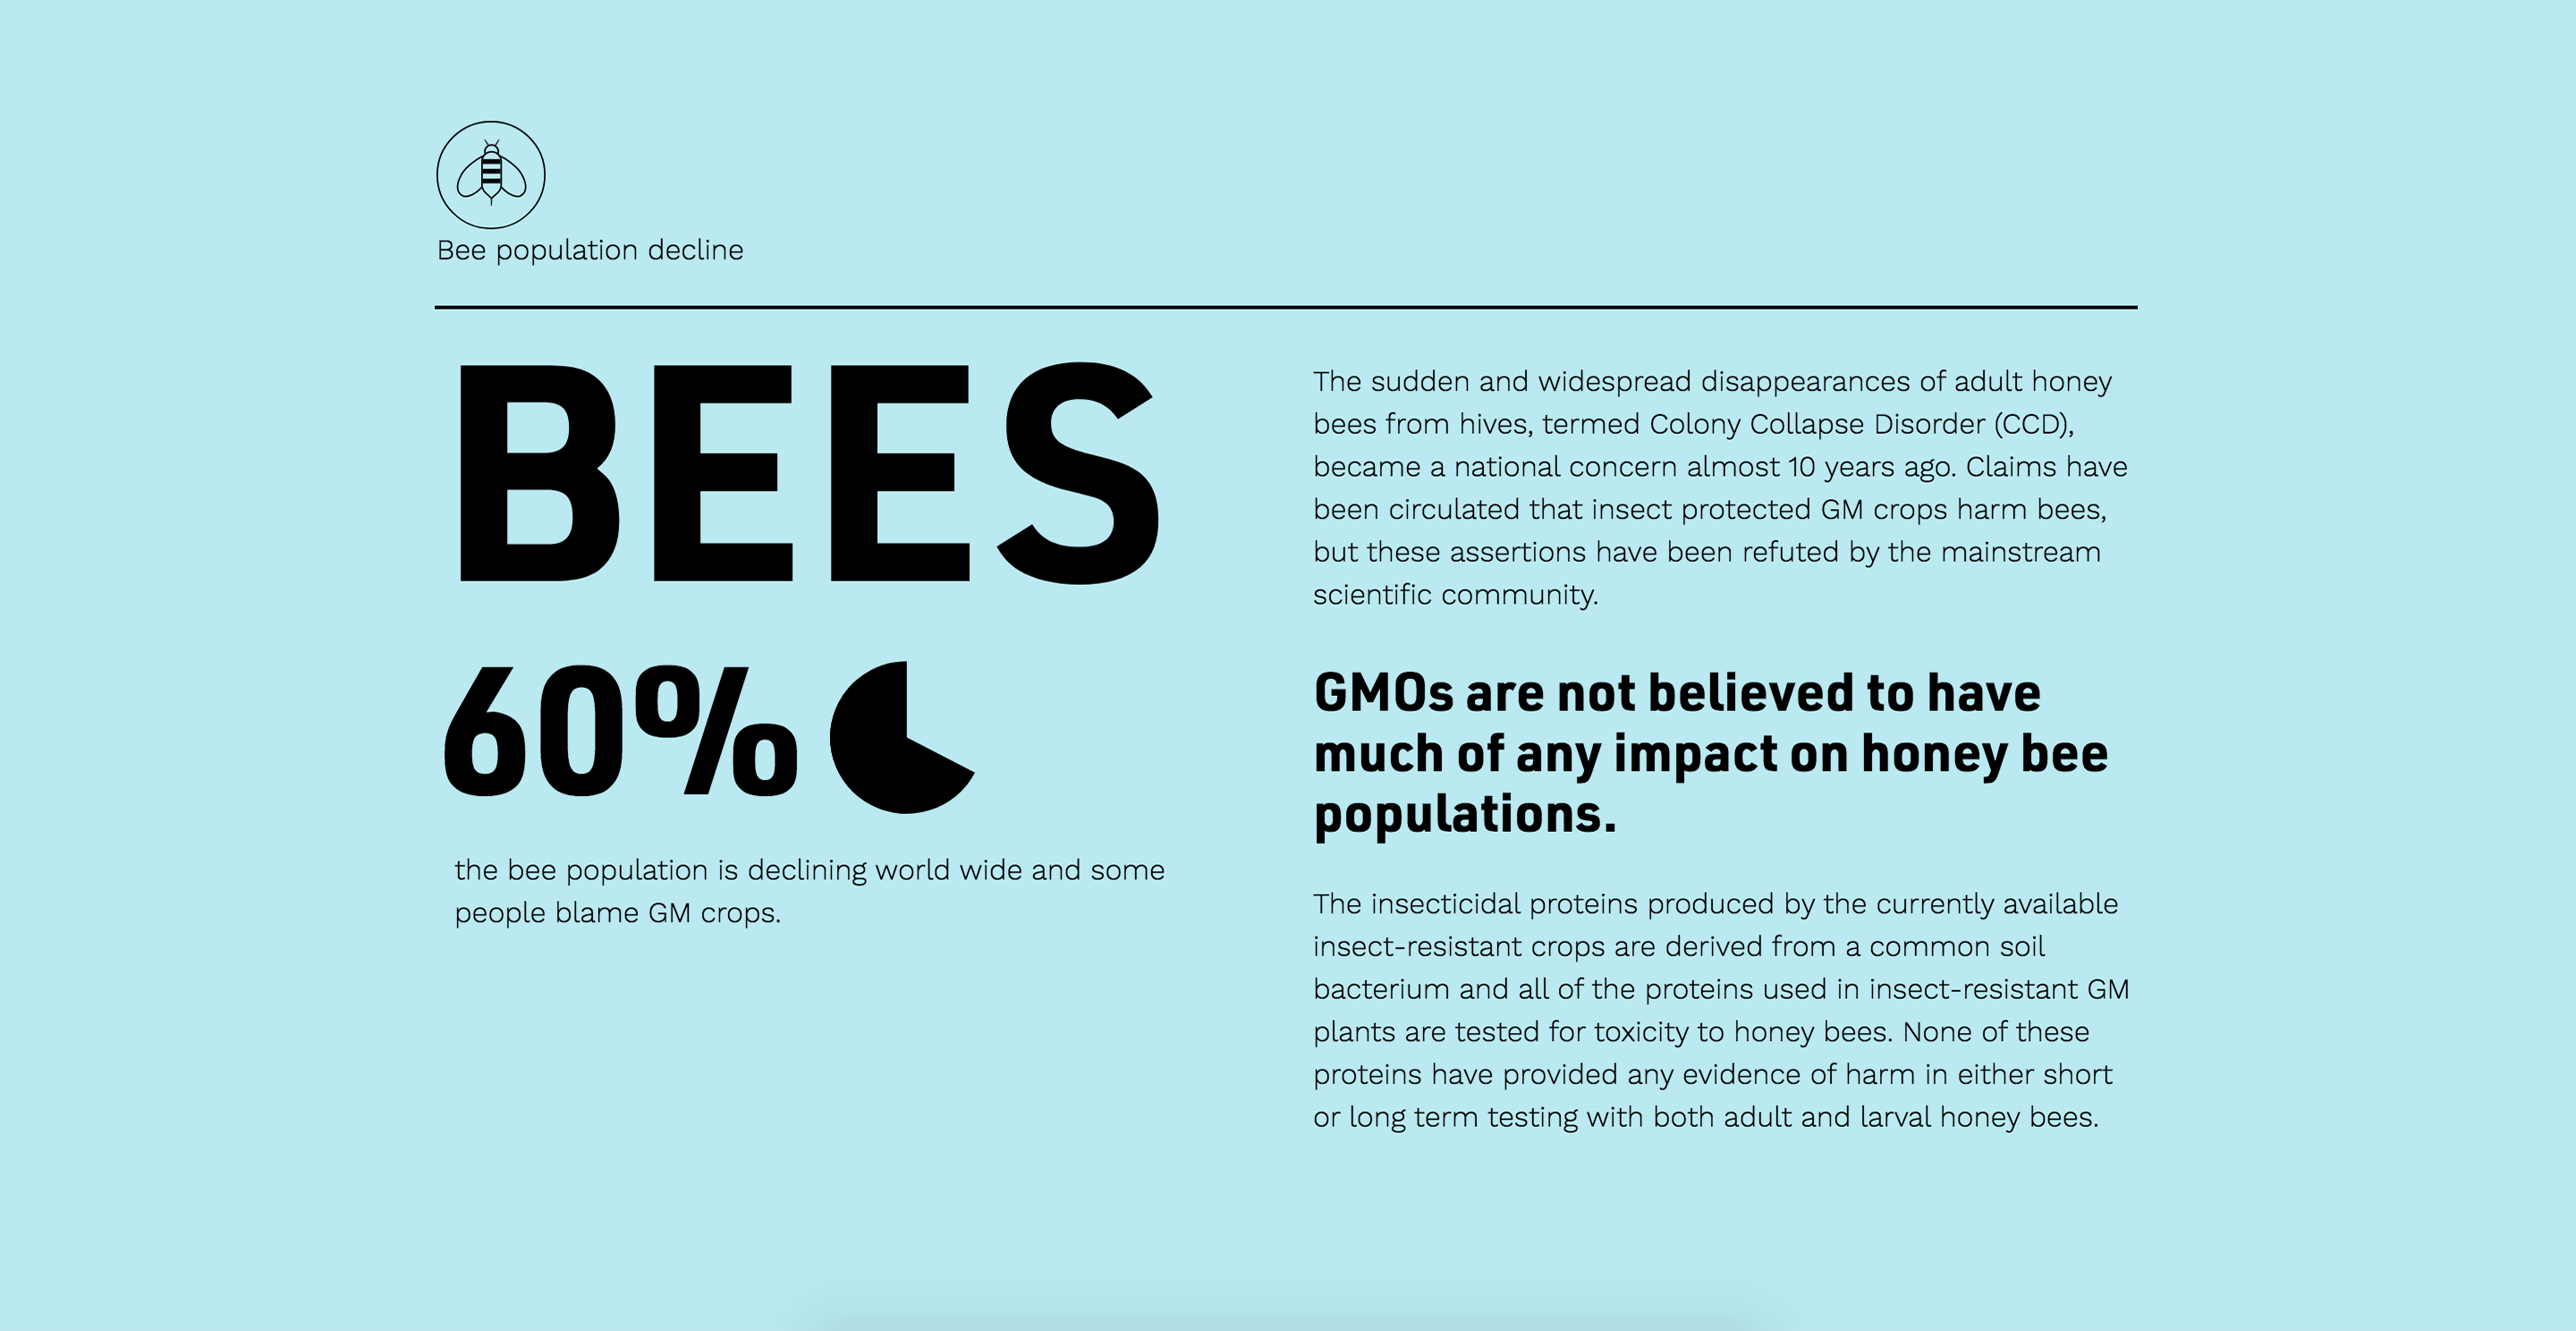 Bee population decline
BEES
60%
the bee population is declining world wide and some
people blame GM crops.
The sudden and widespread disappearances of adult honey
bees from hives, termed Colony Collapse Disorder (CCD),
became a national concern almost 10 years ago. Claims have
been circulated that insect protected GM crops harm bees,
but these assertions have been refuted by the mainstream
scientific community.
GMOs are not believed to have
much of any impact on honey bee
populations.
The insecticidal proteins produced by the currently available
insect-resistant crops are derived from a common soil
bacterium and all of the proteins used in insect-resistant GM
plants are tested for toxicity to honey bees. None of these
proteins have provided any evidence of harm in either short
or long term testing with both adult and larval honey bees.